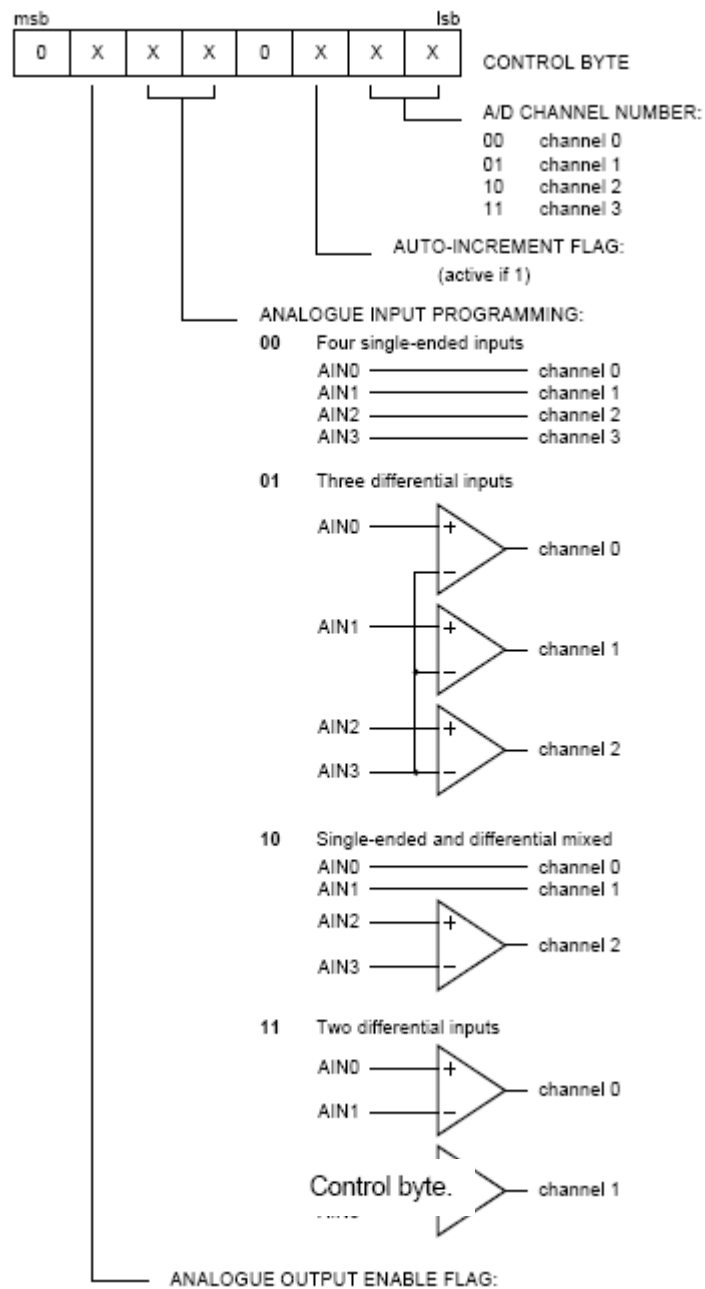 msb lsb
0 X X X 0 X X X CONTROL BYTE
A/D CHANNEL NUMBER:
00 channel 0
01 channel 1
10 channel 2
11 channel 3
AUTO-INCREMENT FLAG:
(active if 1)
ANALOGUE INPUT PROGRAMMING:
00 Four single-ended inputs
AIN0 channel 0
AIN1 channel 1
AIN2 channel 2
AIN3 channel 3
01 Three differential inputs
AIN0 + channel 0
−
AIN1 + channel 1
−
AIN2 + channel 2
AIN3 −
10 Single-ended and differential mixed
AIN0 channel 0
AIN1 channel 1
AIN2 + channel 2
AIN3 −
11 Two differential inputs
AIN0 + channel 0
AIN1 −
Control byte. channel 1
ANALOGUE OUTPUT ENABLE FLAG: